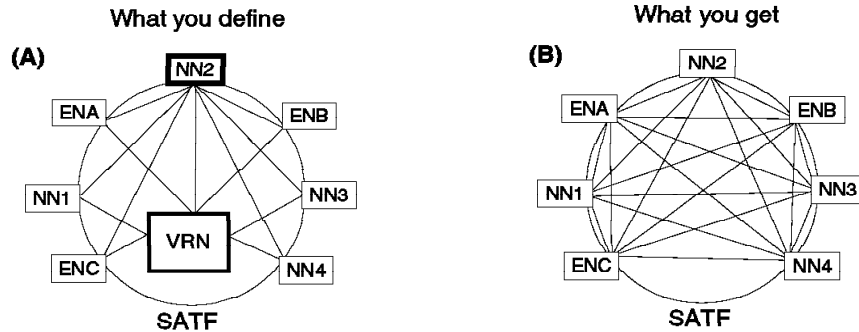 What you define
What you get
(A)
NN2
ENA
ENB
NN1
NN3
VRN
ENC
NN4
SATF
(B)
NN2
ENA
ENB
NN1
NN3
ENC
NN4
SATF